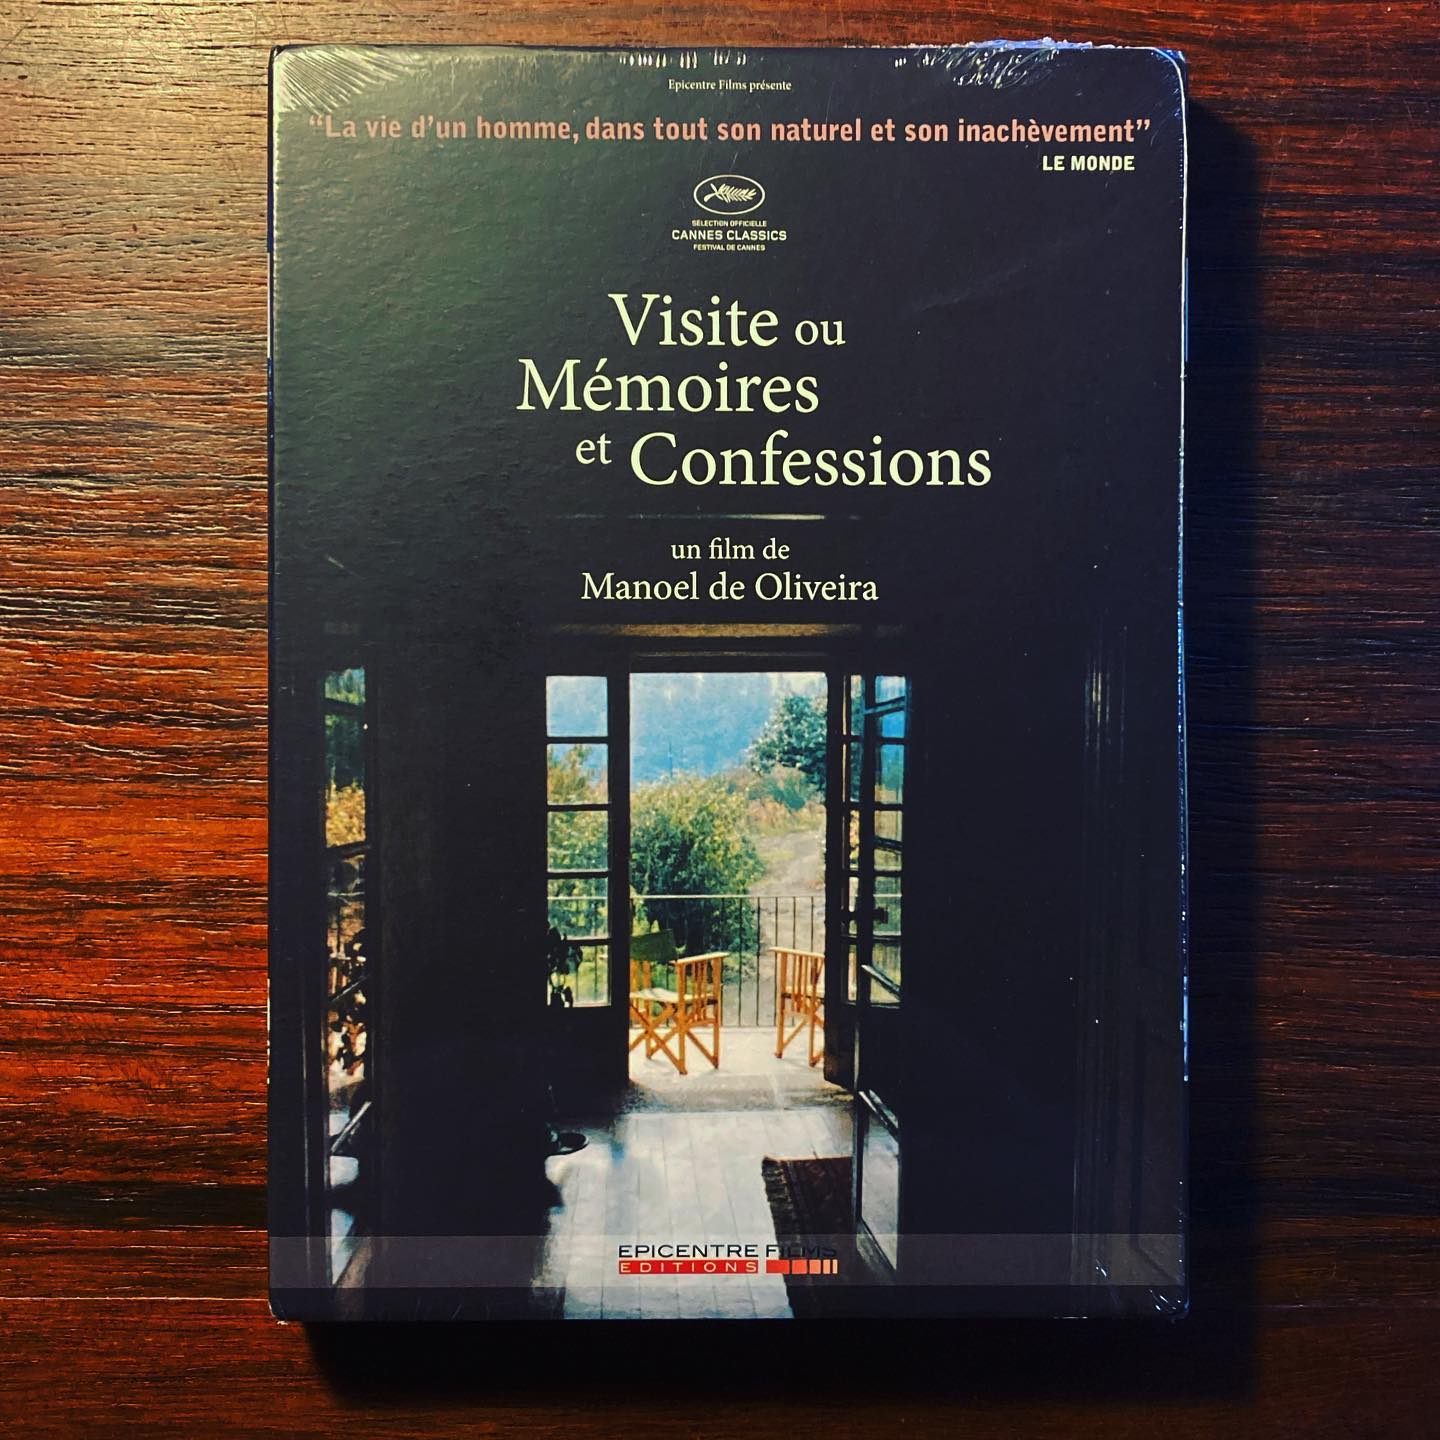 Epicentre Films présente
“La vie d’un homme, dans tout son naturel et son inachèvement”
LE MONDE
SÉLECTION OFFICIELLE
CANNES CLASSICS
FESTIVAL DE CANNES
Visite ou
Mémoires
et Confessions
un film de
Manoel de Oliveira
EPICENTRE FILMS
EDITIONS